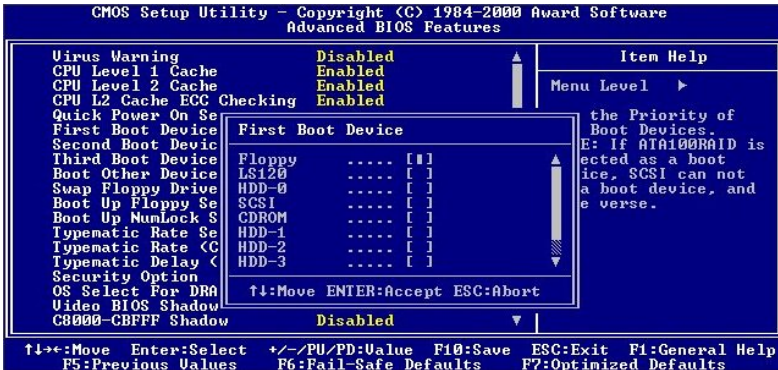 CMOS Setup Utility - Copyright (C) 1984-2000 Award Software
Advanced BIOS Features
Virus Warning Disabled
CPU Level 1 Cache Enabled
CPU Level 2 Cache Enabled
CPU L2 Cache ECC Checking Enabled
Quick Power On Se
First Boot Device
Second Boot Devic
Third Boot Device
Boot Other Device
Swap Floppy Drive
Boot Up Floppy Se
Boot Up NumLock S
Typematic Rate Se
Typematic Rate (C
Typematic Delay (
Security Option
OS Select For DRA
Video BIOS Shadow
C8000-CBFFF Shadow Disabled
First Boot Device
Floppy ..... [▮]
LS120 ..... [ ]
HDD-0 ..... [ ]
SCSI ..... [ ]
CDROM ..... [ ]
HDD-1 ..... [ ]
HDD-2 ..... [ ]
HDD-3 ..... [ ]
↑↓:Move ENTER:Accept ESC:Abort
Item Help
Menu Level ▶
the Priority of
Boot Devices.
E: If ATA100RAID is
ected as a boot
ice, SCSI can not
a boot device, and
e verse.
↑↓→←:Move Enter:Select +/-/PU/PD:Value F10:Save ESC:Exit F1:General Help
F5:Previous Values F6:Fail-Safe Defaults F7:Optimized Defaults